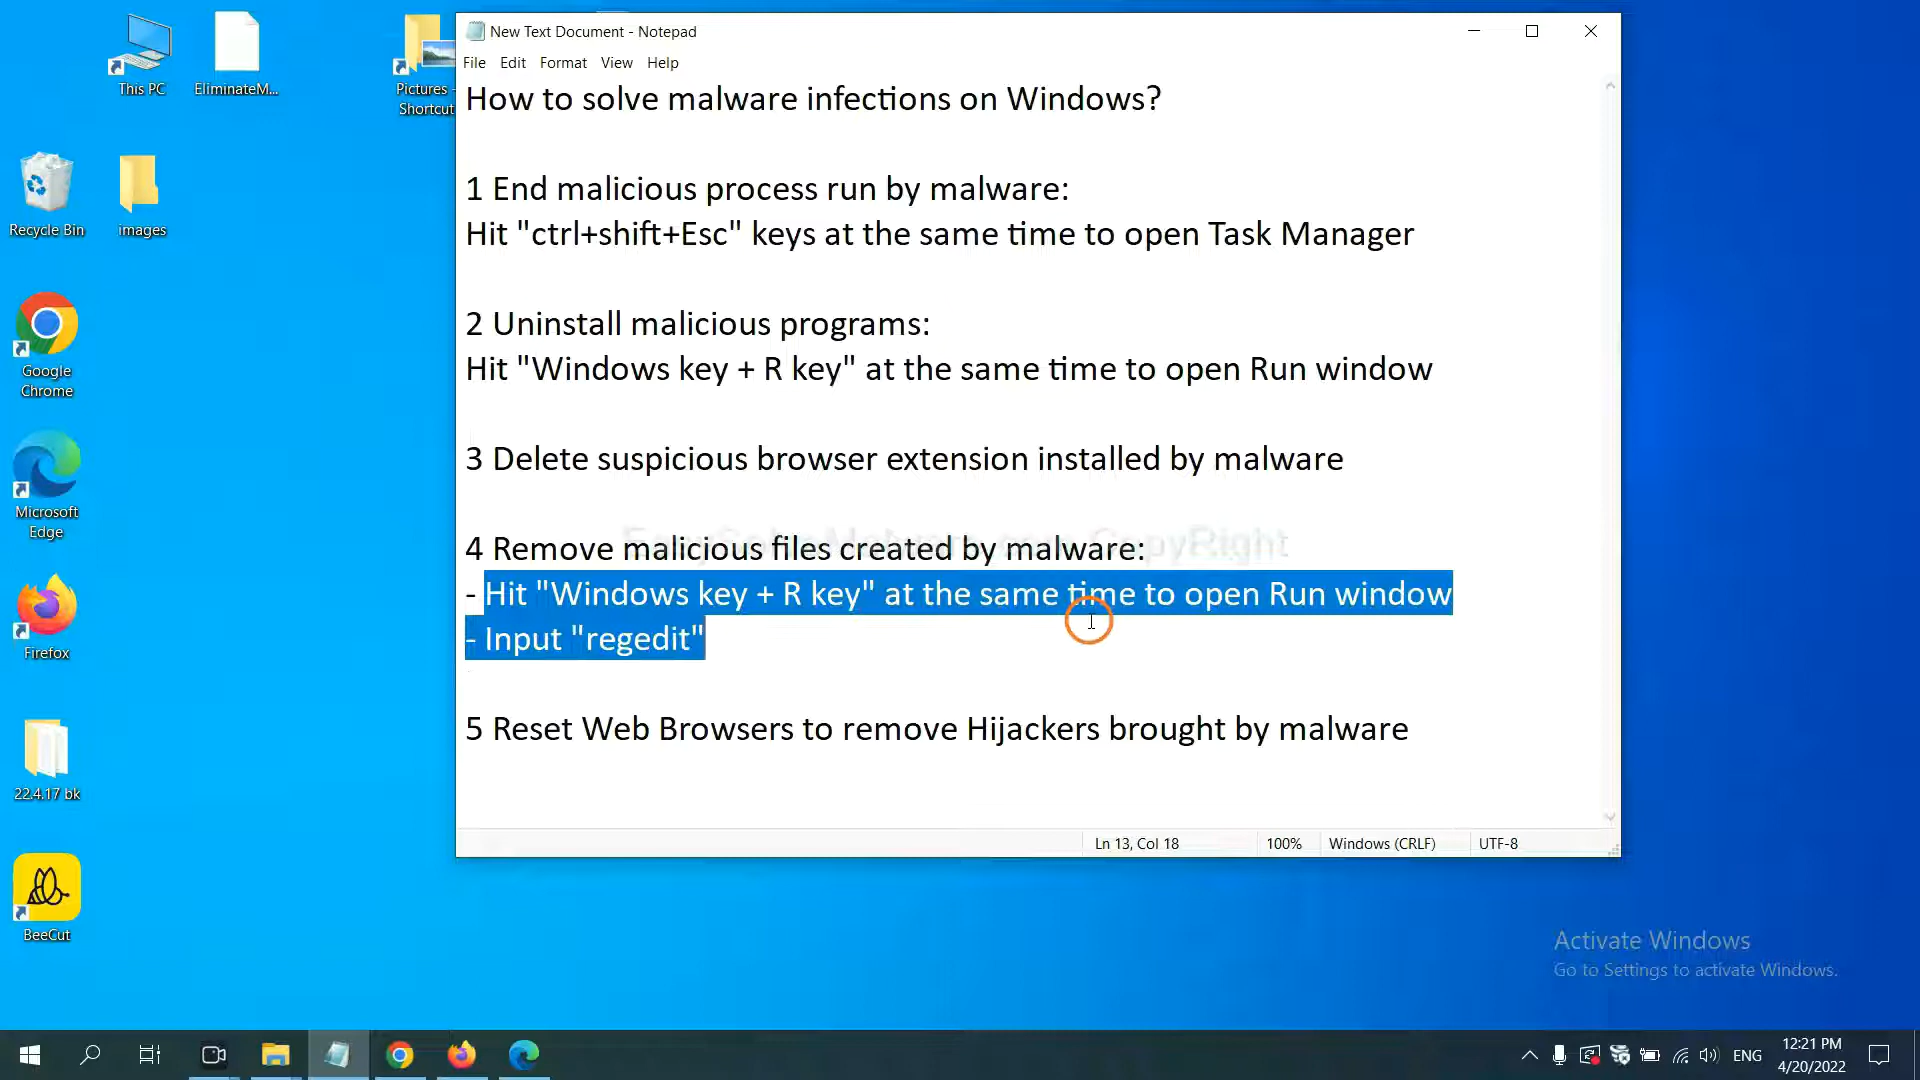 New Text Document - Notepad
File Edit Format View Help
How to solve malware infections on Windows?
1 End malicious process run by malware:
Hit "ctrl+shift+Esc" keys at the same time to open Task Manager
2 Uninstall malicious programs:
Hit "Windows key + R key" at the same time to open Run window
3 Delete suspicious browser extension installed by malware
EasySolveMalware.com CopyRight
4 Remove malicious files created by malware:
- Hit "Windows key + R key" at the same time to open Run window
- Input "regedit"
5 Reset Web Browsers to remove Hijackers brought by malware
Ln 13, Col 18 100% Windows (CRLF) UTF-8
This PC
EliminateM...
Pictures -
Shortcut
Recycle Bin
images
Google
Chrome
Microsoft
Edge
Firefox
22.4.17 bk
BeeCut
Activate Windows
Go to Settings to activate Windows.
ENG
12:21 PM
4/20/2022